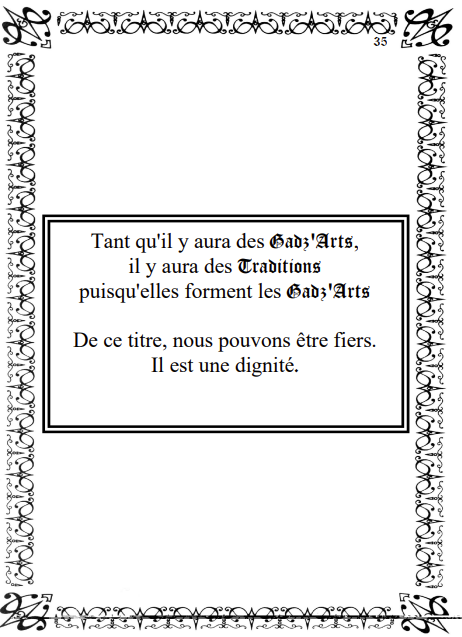 35
Tant qu'il y aura des Gadz'Arts,
il y aura des Traditions
puisqu'elles forment les Gadz'Arts
De ce titre, nous pouvons être fiers.
Il est une dignité.